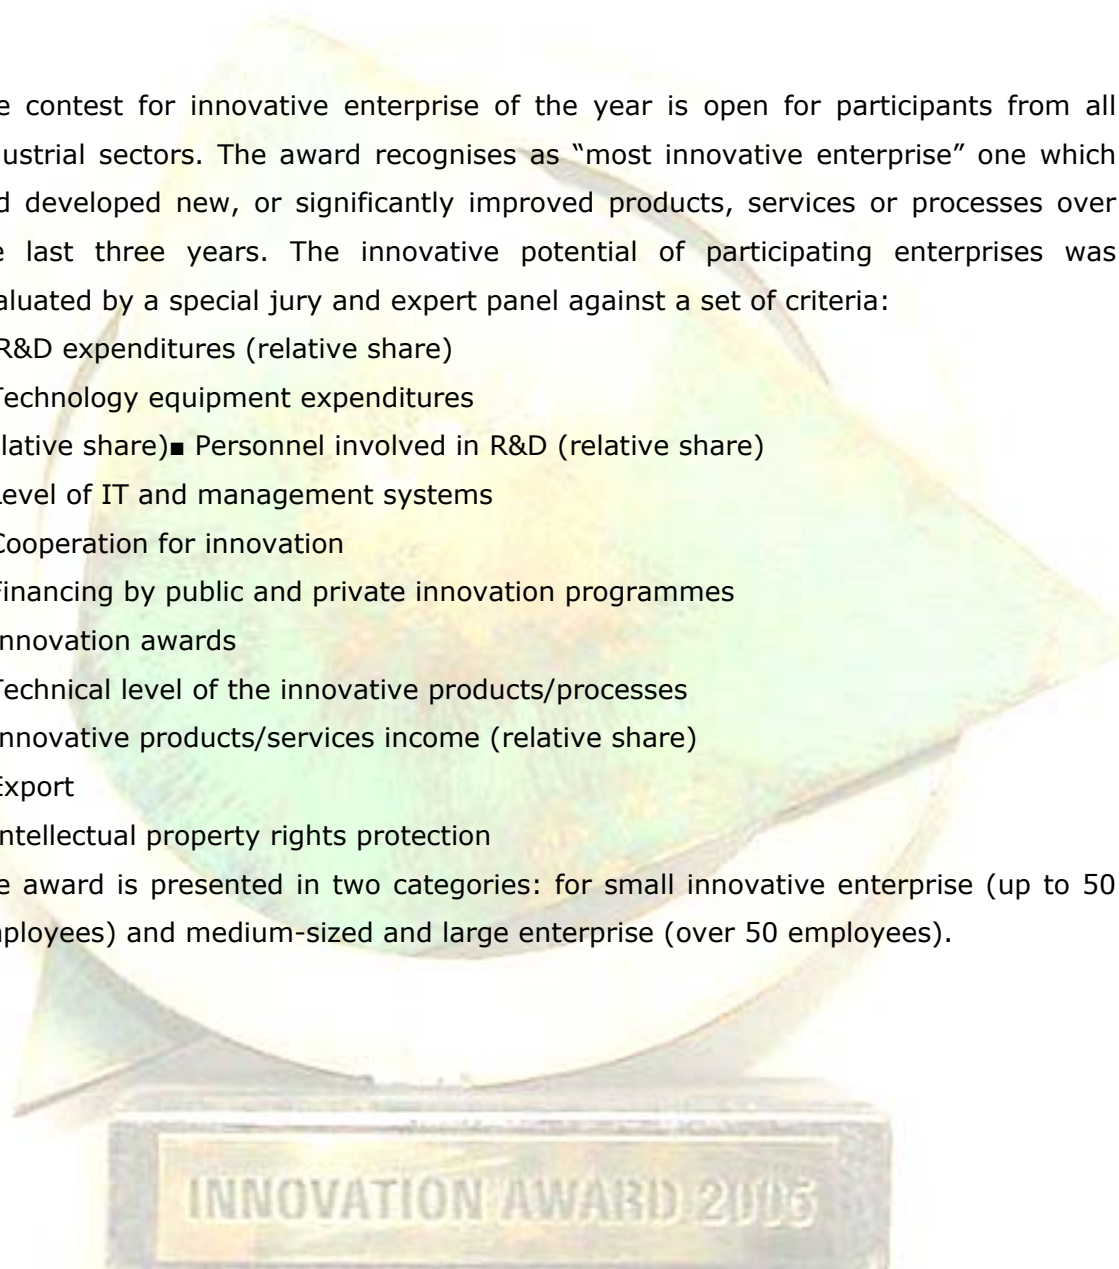 e contest for innovative enterprise of the year is open for participants from all
ustrial sectors. The award recognises as “most innovative enterprise” one which
d developed new, or significantly improved products, services or processes over
e last three years. The innovative potential of participating enterprises was
aluated by a special jury and expert panel against a set of criteria:
R&D expenditures (relative share)
Technology equipment expenditures
lative share)■ Personnel involved in R&D (relative share)
Level of IT and management systems
Cooperation for innovation
Financing by public and private innovation programmes
nnovation awards
Technical level of the innovative products/processes
nnovative products/services income (relative share)
Export
ntellectual property rights protection
e award is presented in two categories: for small innovative enterprise (up to 50
ployees) and medium-sized and large enterprise (over 50 employees).
INNOVATION AWARD 2005